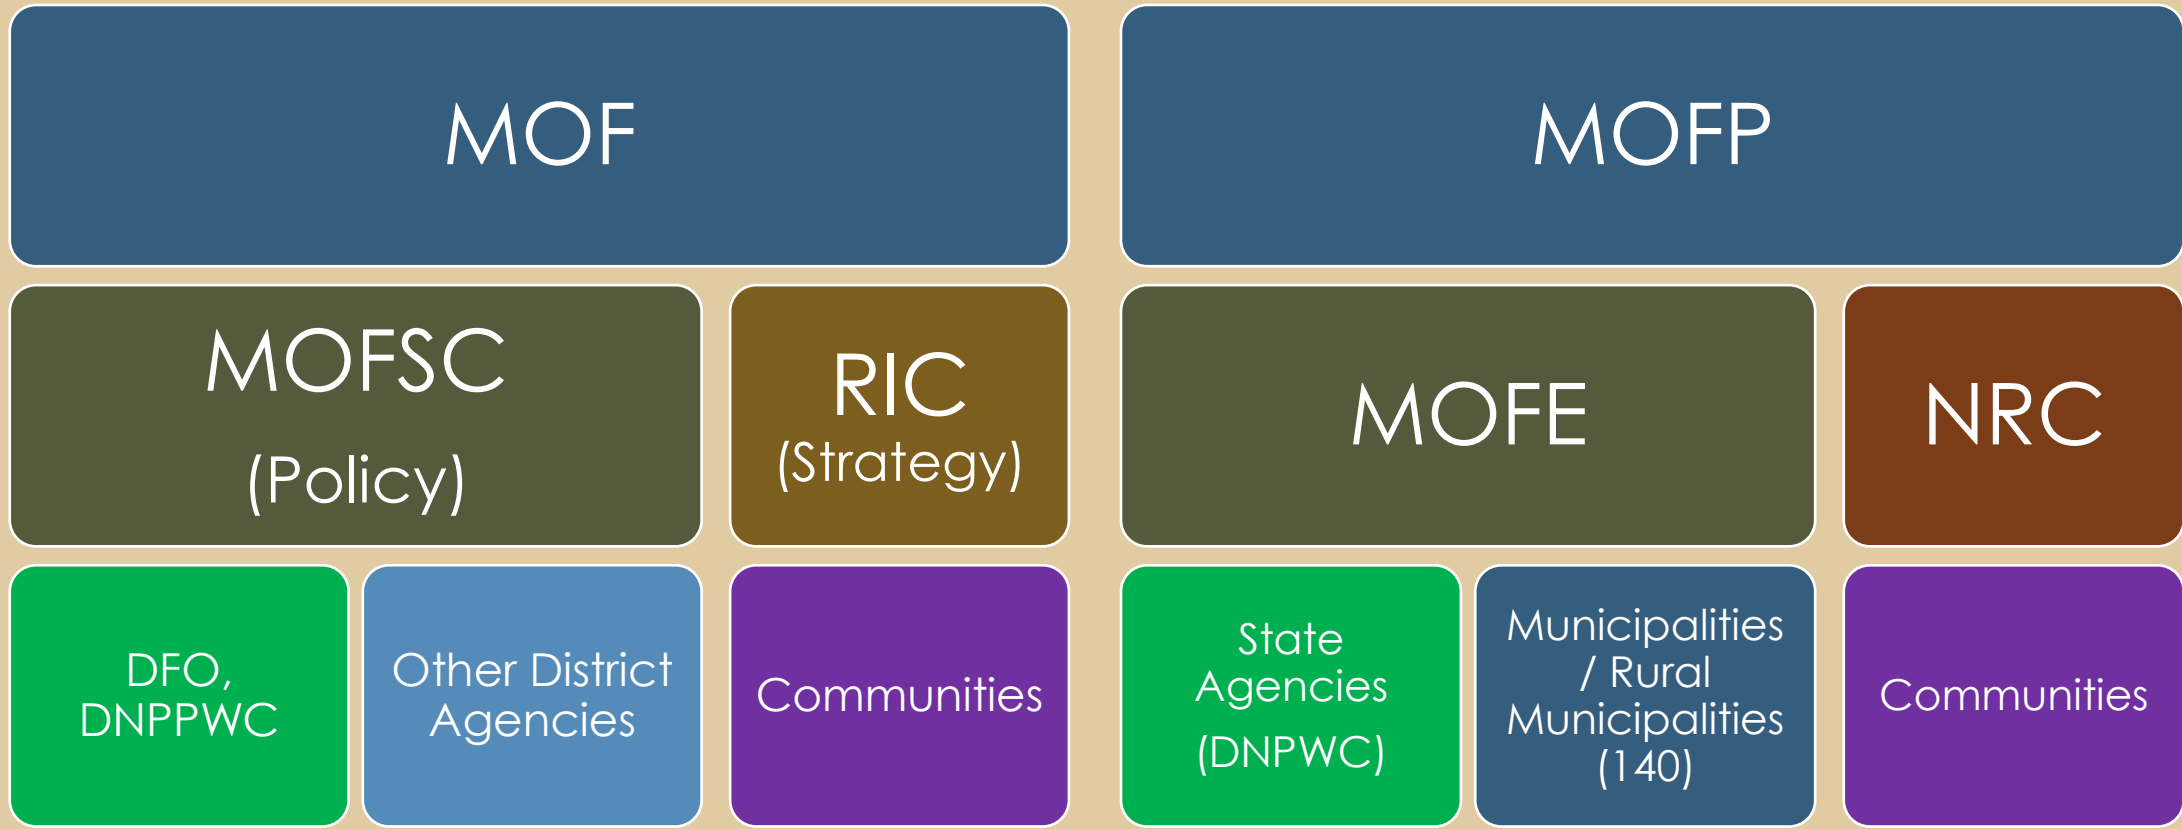 MOF
MOFP
MOFSC
(Policy)
RIC
(Strategy)
MOFE
NRC
DFO,
DNPPWC
Other District
Agencies
Communities
State
Agencies
(DNPWC)
Municipalities
/ Rural
Municipalities
(140)
Communities